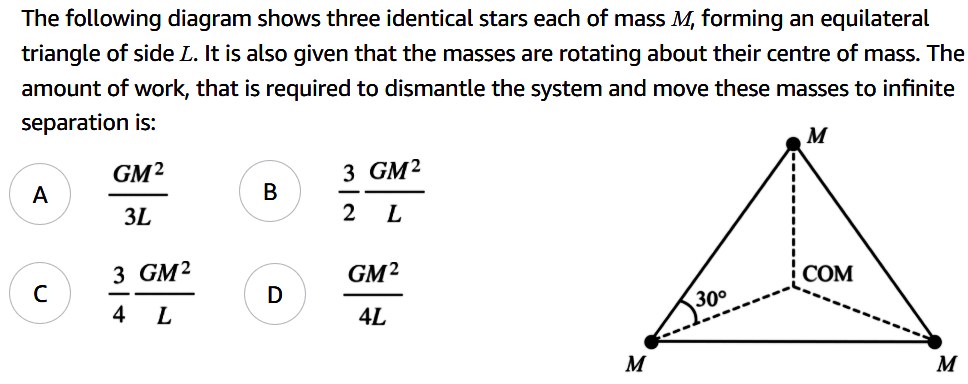 The following diagram shows three identical stars each of mass M, forming an equilateral
triangle of side L. It is also given that the masses are rotating about their centre of mass. The
amount of work, that is required to dismantle the system and move these masses to infinite
separation is:
A GM²/3L
B 3/2 GM²/L
C 3/4 GM²/L
D GM²/4L
M
COM
30°
M
M